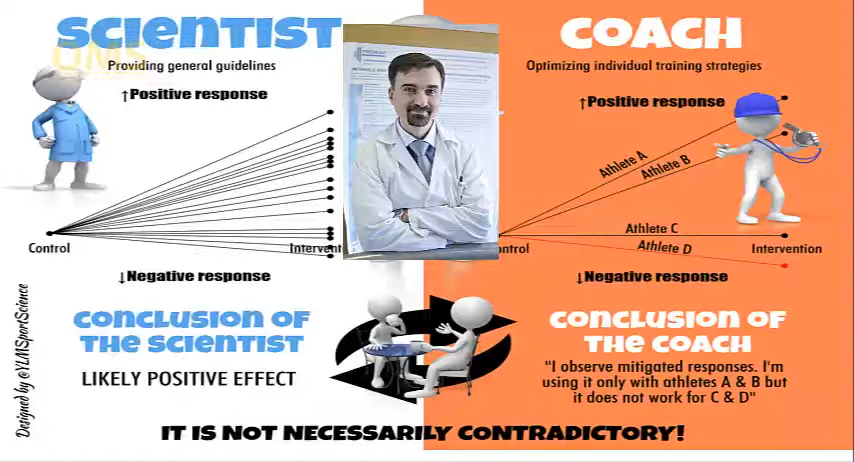 SCIENTIST
Providing general guidelines
↑Positive response
Control
Intervent
↓Negative response
CONCLUSION OF
THE SCIENTIST
LIKELY POSITIVE EFFECT
Designed by @YLMSportScience
COACH
Optimizing individual training strategies
↑Positive response
Athlete A
Athlete B
Athlete C
Athlete D
ontrol
Intervention
↓Negative response
CONCLUSION OF
THE COACH
"I observe mitigated responses. I'm
using it only with athletes A & B but
it does not work for C & D"
IT IS NOT NECESSARILY CONTRADICTORY!